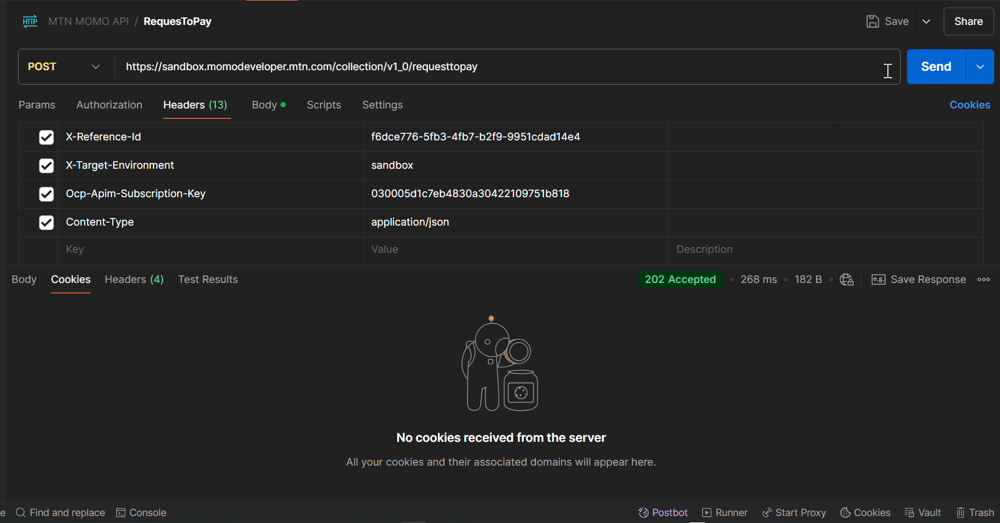 HTTP MTN MOMO API / RequesToPay Save Share
POST https://sandbox.momodeveloper.mtn.com/collection/v1_0/requesttopay Send
Params Authorization Headers (13) Body Scripts Settings Cookies
X-Reference-Id f6dce776-5fb3-4fb7-b2f9-9951cdad14e4
X-Target-Environment sandbox
Ocp-Apim-Subscription-Key 030005d1c7eb4830a30422109751b818
Content-Type application/json
Key Value Description
Body Cookies Headers (4) Test Results 202 Accepted • 268 ms • 182 B • e.g. Save Response
No cookies received from the server
All your cookies and their associated domains will appear here.
e Find and replace Console Postbot Runner Start Proxy Cookies Vault Trash